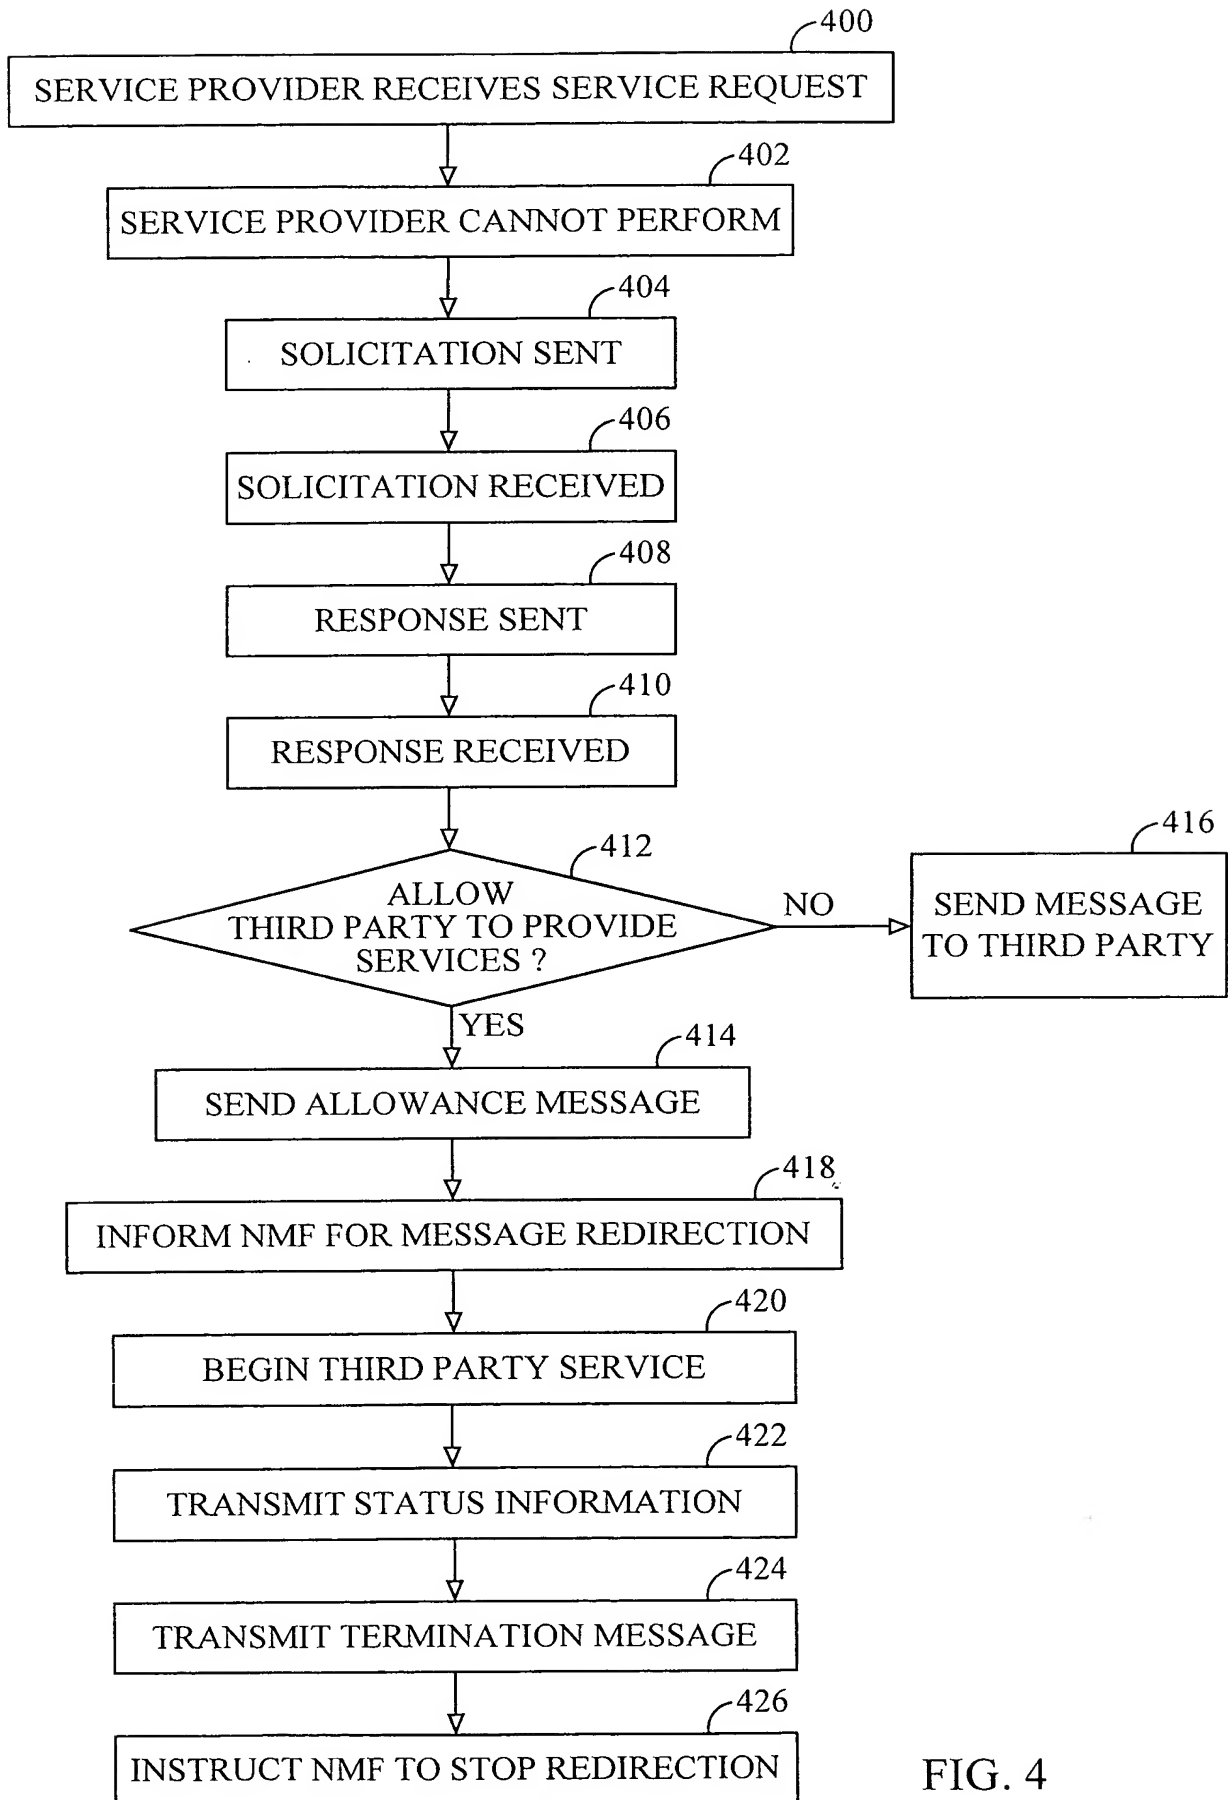 400
SERVICE PROVIDER RECEIVES SERVICE REQUEST
402
SERVICE PROVIDER CANNOT PERFORM
404
SOLICITATION SENT
406
SOLICITATION RECEIVED
408
RESPONSE SENT
410
RESPONSE RECEIVED
412
ALLOW
THIRD PARTY TO PROVIDE
SERVICES ?
NO
416
SEND MESSAGE
TO THIRD PARTY
YES
414
SEND ALLOWANCE MESSAGE
418
INFORM NMF FOR MESSAGE REDIRECTION
420
BEGIN THIRD PARTY SERVICE
422
TRANSMIT STATUS INFORMATION
424
TRANSMIT TERMINATION MESSAGE
426
INSTRUCT NMF TO STOP REDIRECTION
FIG. 4